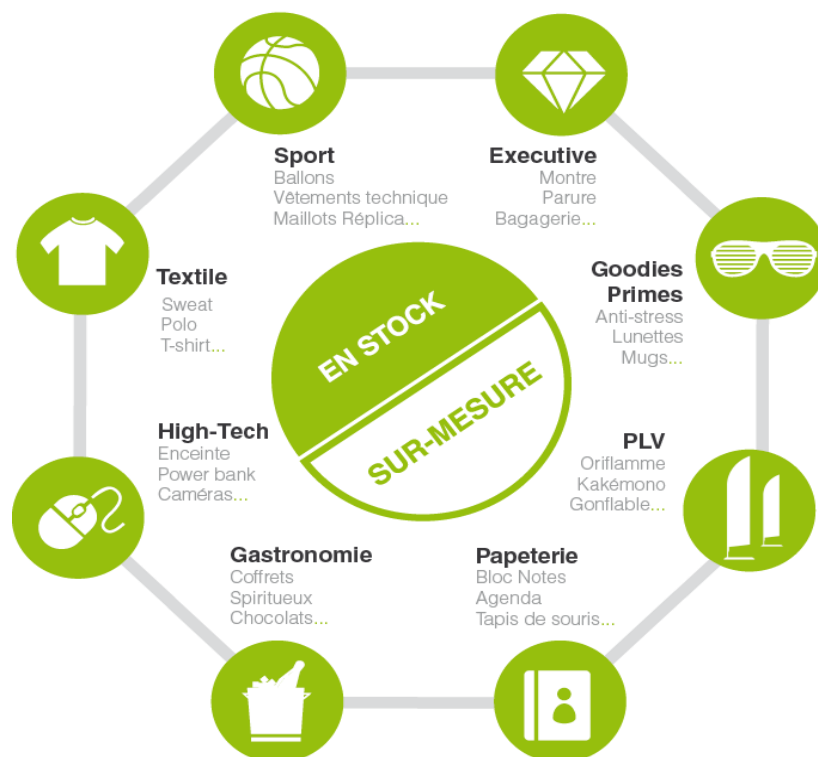 Sport
Ballons
Vêtements technique
Maillots Réplica...
Executive
Montre
Parure
Bagagerie...
Textile
Sweat
Polo
T-shirt...
Goodies
Primes
Anti-stress
Lunettes
Mugs...
EN STOCK
SUR-MESURE
High-Tech
Enceinte
Power bank
Caméras...
PLV
Oriflamme
Kakémono
Gonflable...
Gastronomie
Coffrets
Spiritueux
Chocolats...
Papeterie
Bloc Notes
Agenda
Tapis de souris...